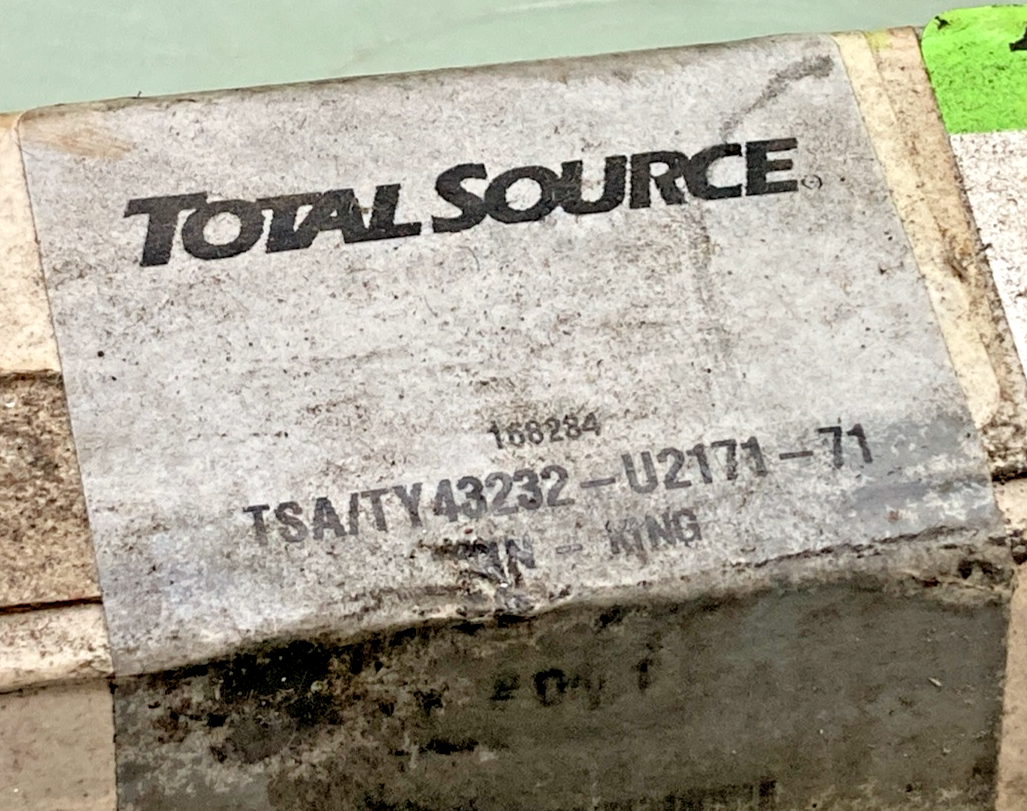 TOTAL SOURCE®
168284
TSA/TY43232-U2171-71
- KING